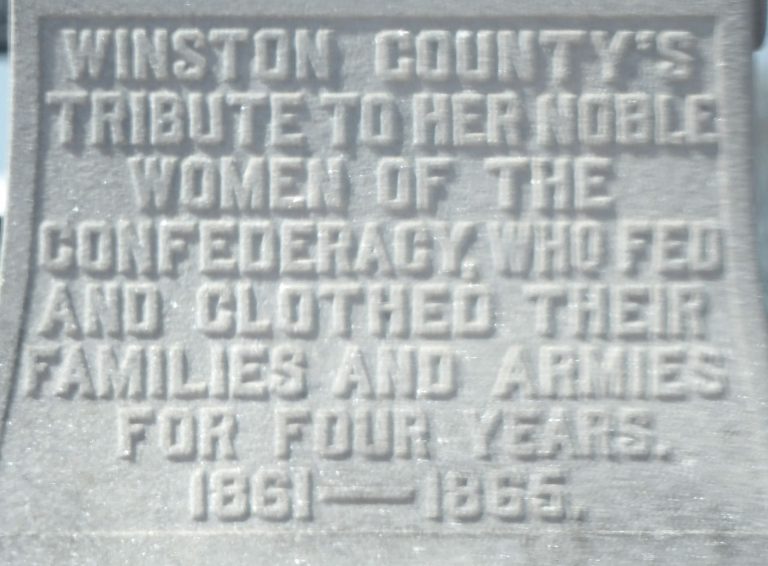 WINSTON COUNTY'S
TRIBUTE TO HER NOBLE
WOMEN OF THE
CONFEDERACY, WHO FED
AND CLOTHED THEIR
FAMILIES AND ARMIES
FOR FOUR YEARS.
1861—1865.